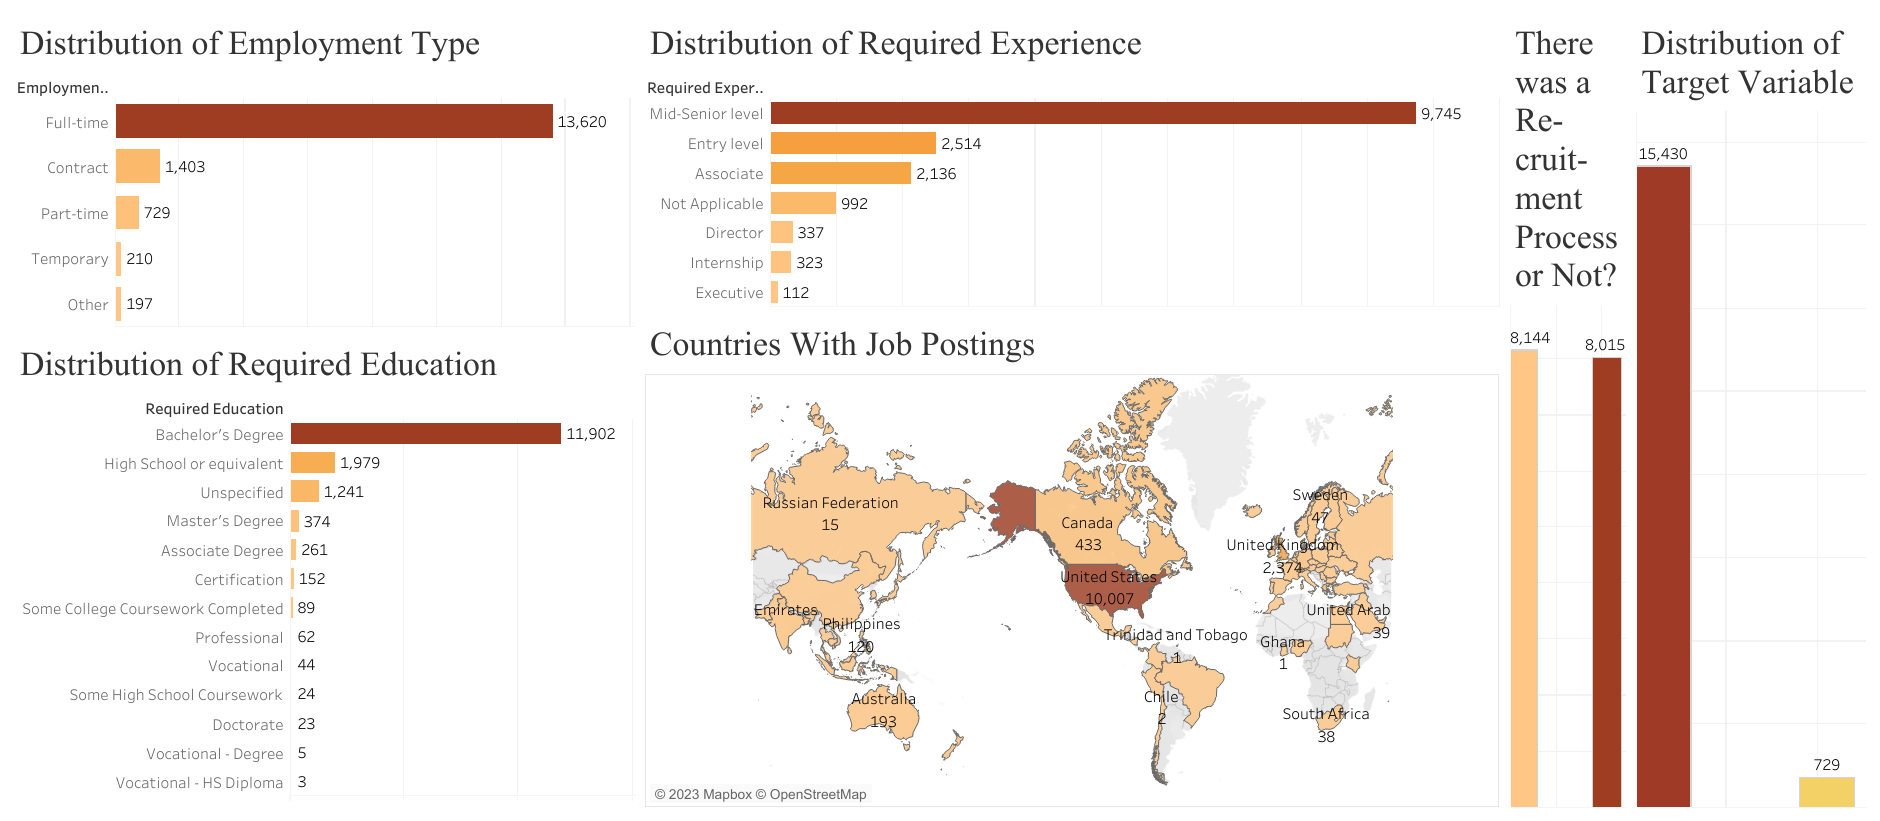 Distribution of Employment Type
Employmen..
Full-time 13,620
Contract 1,403
Part-time 729
Temporary 210
Other 197
Distribution of Required Education
Required Education
Bachelor's Degree 11,902
High School or equivalent 1,979
Unspecified 1,241
Master's Degree 374
Associate Degree 261
Certification 152
Some College Coursework Completed 89
Professional 62
Vocational 44
Some High School Coursework 24
Doctorate 23
Vocational - Degree 5
Vocational - HS Diploma 3
Distribution of Required Experience
Required Exper..
Mid-Senior level 9,745
Entry level 2,514
Associate 2,136
Not Applicable 992
Director 337
Internship 323
Executive 112
Countries With Job Postings
Russian Federation
15
Canada
433
Sweden
47
United Kingdom
2,374
United States
10,007
Emirates
United Arab
39
Philippines
120
Trinidad and Tobago
1
Ghana
1
Australia
193
Chile
2
South Africa
38
© 2023 Mapbox © OpenStreetMap
There
was a
Re-
cruit-
ment
Process
or Not?
8,144
8,015
Distribution of
Target Variable
15,430
729